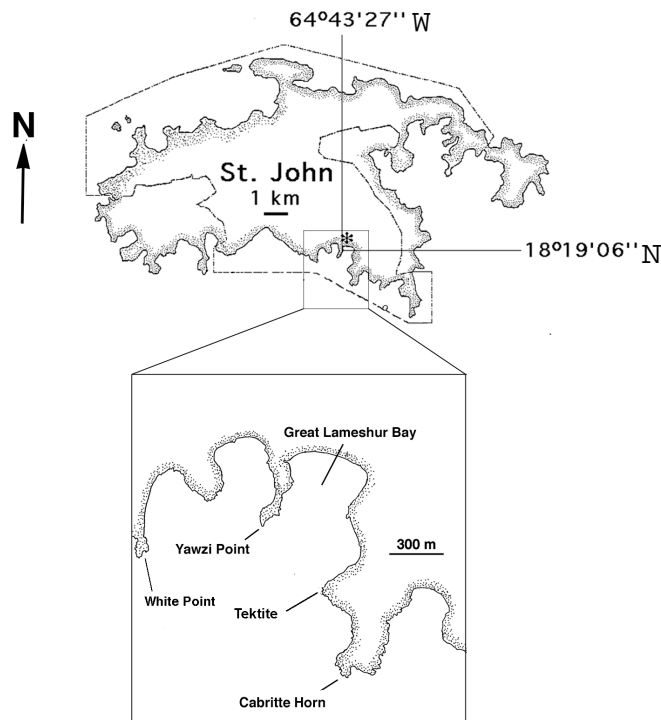 64º43'27'' W
N
St. John
1 km
*
18º19'06'' N
Great Lameshur Bay
Yawzi Point
300 m
White Point
Tektite
Cabritte Horn